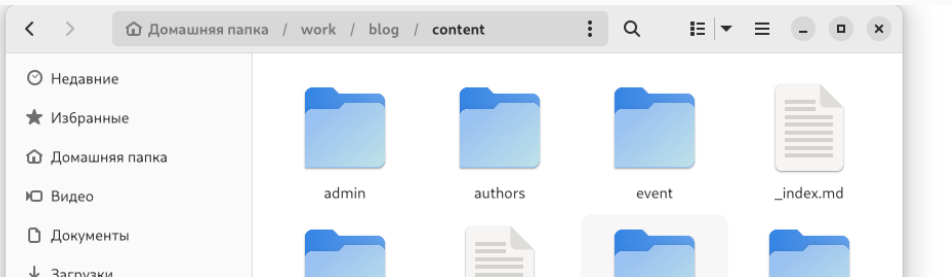 Домашняя папка / work / blog / content
Недавние
Избранные
Домашняя папка
Видео
Документы
Загрузки
admin
authors
event
_index.md